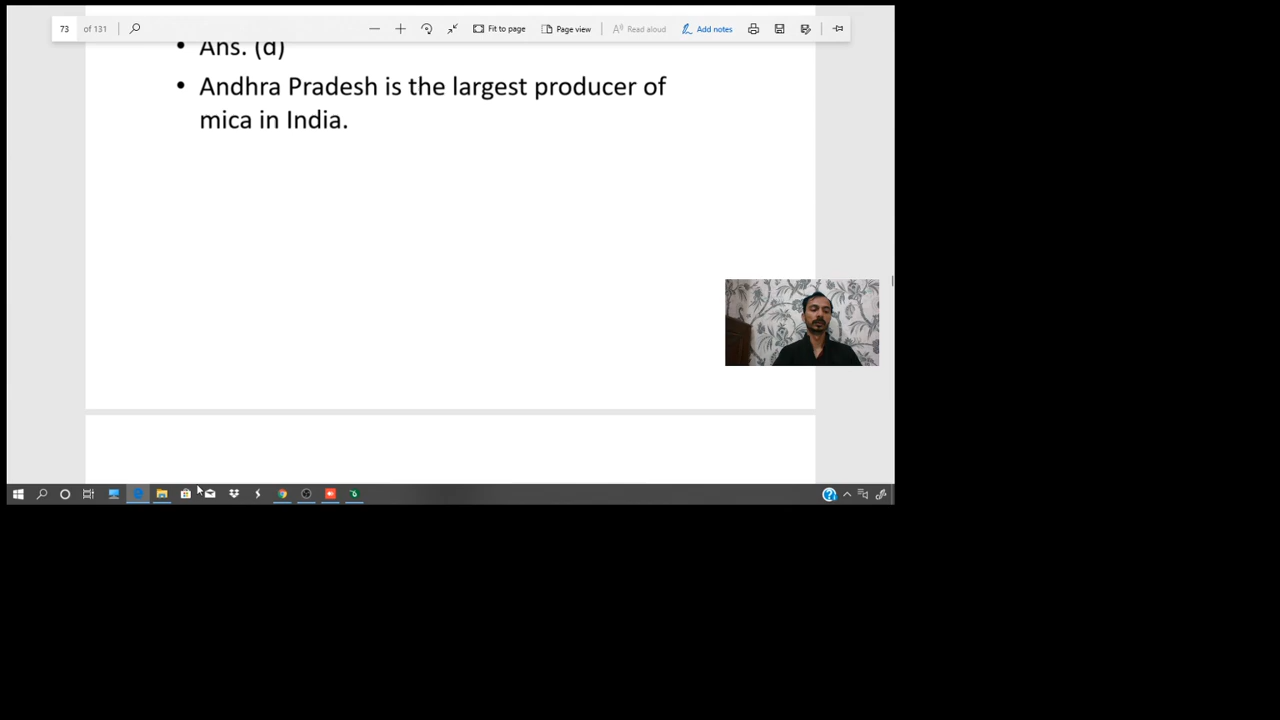 73 of 131 Fit to page Page view Read aloud Add notes
• Ans. (d)
• Andhra Pradesh is the largest producer of
mica in India.